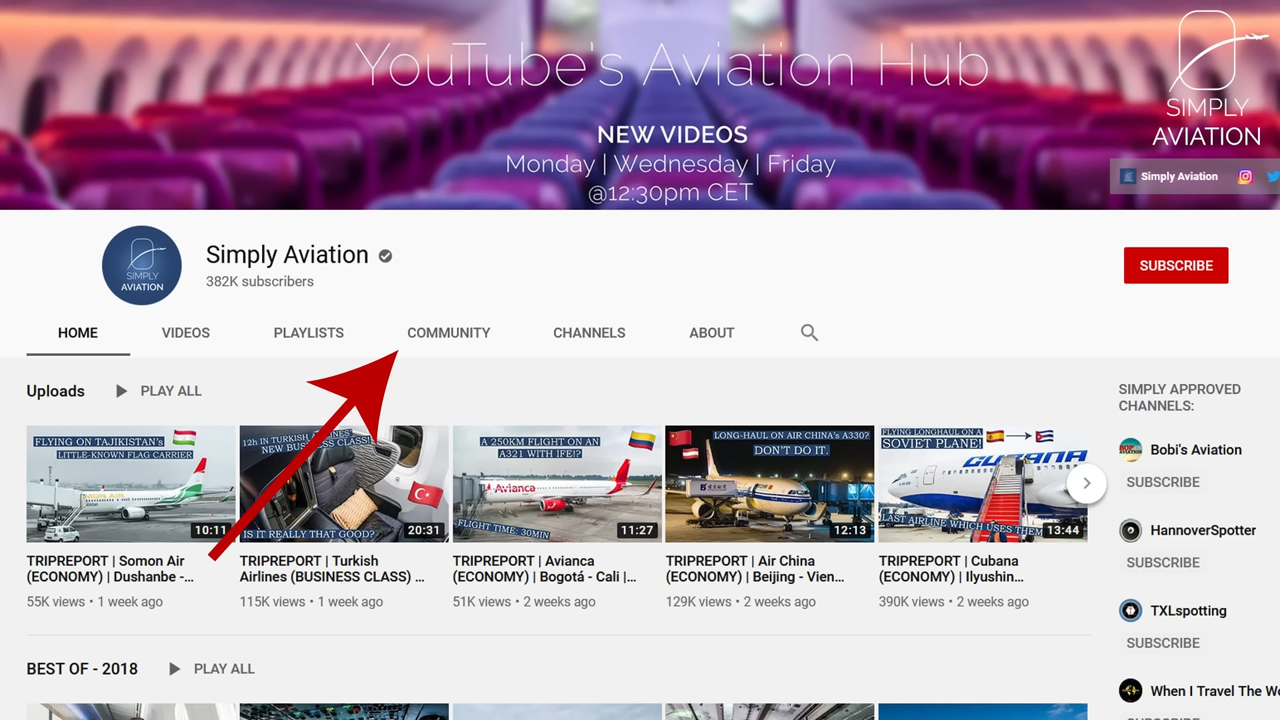 YouTube's Aviation Hub
NEW VIDEOS
Monday | Wednesday | Friday
@12:30pm CET
SIMPLY
AVIATION
Simply Aviation
SIMPLY
AVIATION
Simply Aviation
382K subscribers
SUBSCRIBE
HOME VIDEOS PLAYLISTS COMMUNITY CHANNELS ABOUT
Uploads PLAY ALL
FLYING ON TAJIKISTAN's
LITTLE-KNOWN FLAG CARRIER
10:11
TRIPREPORT | Somon Air
(ECONOMY) | Dushanbe -...
55K views • 1 week ago
12h IN TURKISH AIRLINES'
NEW BUSINESS CLASS!
IS IT REALLY THAT GOOD?
20:31
TRIPREPORT | Turkish
Airlines (BUSINESS CLASS) ...
115K views • 1 week ago
A 250KM FLIGHT ON AN
A321 WITH IFE!?
Avianca
FLIGHT TIME: 30MIN
11:27
TRIPREPORT | Avianca
(ECONOMY) | Bogotá - Cali |...
51K views • 2 weeks ago
LONG-HAUL ON AIR CHINA's A330?
DON'T DO IT.
12:13
TRIPREPORT | Air China
(ECONOMY) | Beijing - Vien...
129K views • 2 weeks ago
FLYING LONGHAUL ON A
SOVIET PLANE!
CUBANA
LAST AIRLINE WHICH USES THEM
13:44
TRIPREPORT | Cubana
(ECONOMY) | Ilyushin...
390K views • 2 weeks ago
SIMPLY APPROVED
CHANNELS:
Bobi's Aviation
SUBSCRIBE
HannoverSpotter
SUBSCRIBE
TXLspotting
SUBSCRIBE
When I Travel The Wo
SUBSCRIBE
BEST OF - 2018 PLAY ALL